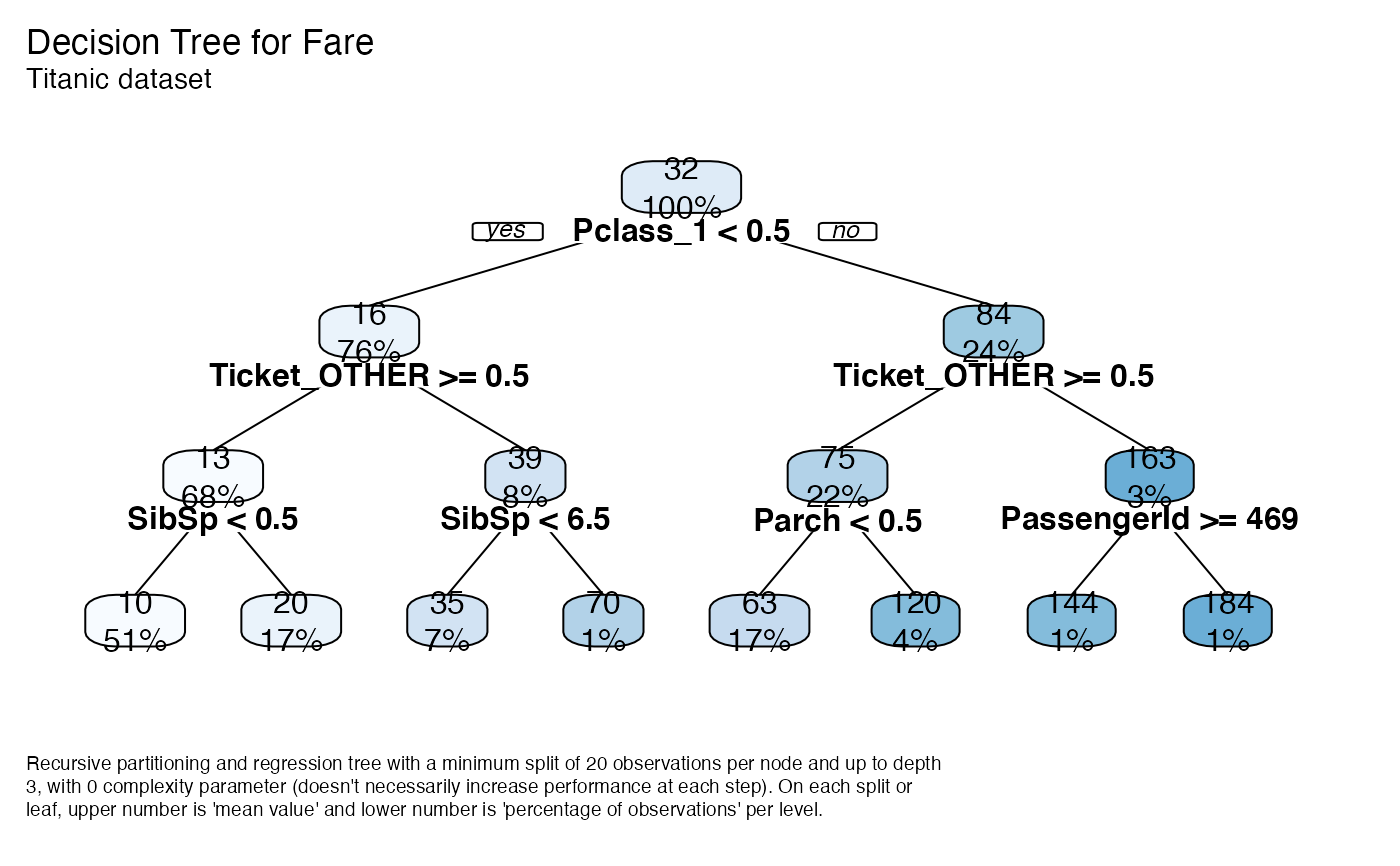 Decision Tree for Fare
Titanic dataset
32
100%
yes Pclass_1 < 0.5 no
16 84
76% 24%
Ticket_OTHER >= 0.5 Ticket_OTHER >= 0.5
13 39 75 163
68% 8% 22% 3%
SibSp < 0.5 SibSp < 6.5 Parch < 0.5 PassengerId >= 469
10 20 35 70 63 120 144 184
51% 17% 7% 1% 17% 4% 1% 1%
Recursive partitioning and regression tree with a minimum split of 20 observations per node and up to depth
3, with 0 complexity parameter (doesn't necessarily increase performance at each step). On each split or
leaf, upper number is 'mean value' and lower number is 'percentage of observations' per level.